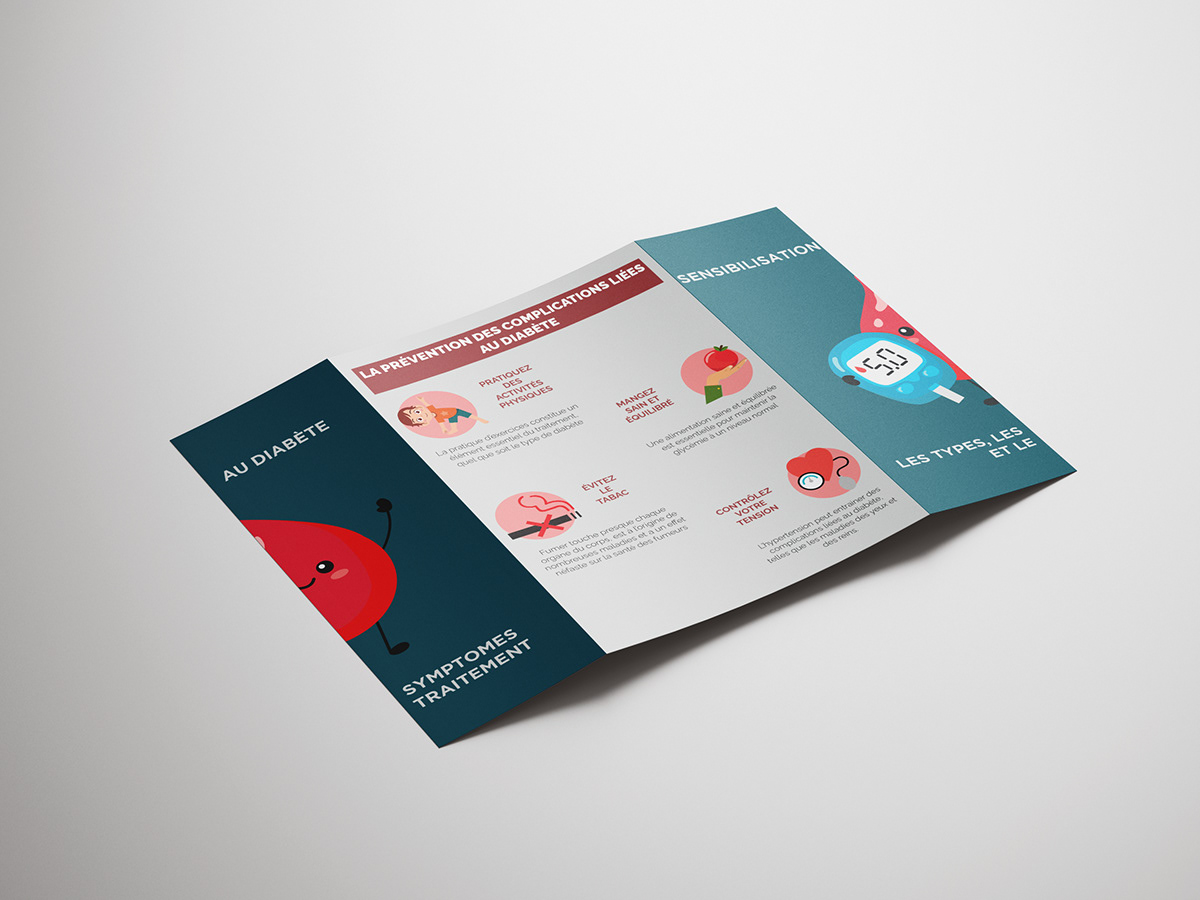 AU DIABÈTE
SYMPTOMES
TRAITEMENT
LA PRÉVENTION DES COMPLICATIONS LIÉES
AU DIABÈTE
PRATIQUEZ
DES
ACTIVITÉS
PHYSIQUES
La pratique d'exercices constitue un
élément essentiel du traitement,
quel que soit le type de diabète
MANGEZ
SAIN ET
ÉQUILIBRÉ
Une alimentation saine et équilibrée
est essentielle pour maintenir la
glycémie à un niveau normal.
ÉVITEZ
LE
TABAC
Fumer touche presque chaque
organe du corps, est à l'origine de
nombreuses maladies et a un effet
néfaste sur la santé des fumeurs
CONTRÔLEZ
VOTRE
TENSION
L'hypertension peut entrainer des
complications liées au diabète,
telles que les maladies des yeux et
des reins.
SENSIBILISATION
5.0
LES TYPES, LES
ET LE